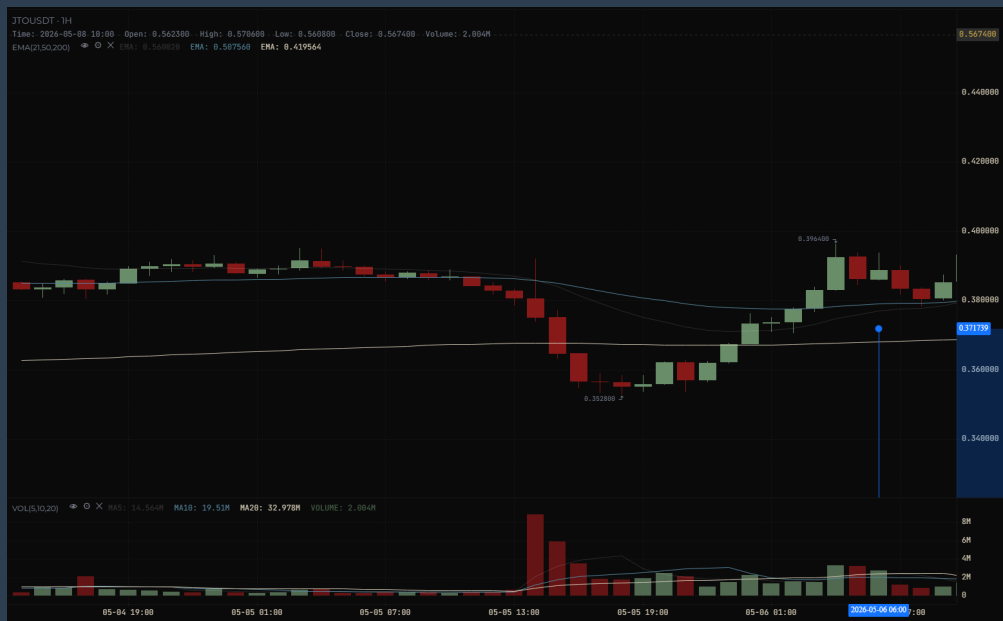 JTOUSDT · 1H
Time: 2026-05-08 10:00 Open: 0.562300 High: 0.570600 Low: 0.560800 Close: 0.567400 Volume: 2.004M
0.567400
EMA(21,50,200) EMA: 0.560020 EMA: 0.507560 EMA: 0.419564
0.440000
0.420000
0.400000
0.396400
0.380000
0.371739
0.360000
0.352800
0.340000
VOL(5,10,20) MA5: 14.564M MA10: 19.51M MA20: 32.978M VOLUME: 2.004M
8M
6M
4M
2M
0
05-04 19:00 05-05 01:00 05-05 07:00 05-05 13:00 05-05 19:00 05-06 01:00 2026-05-06 06:00 7:00